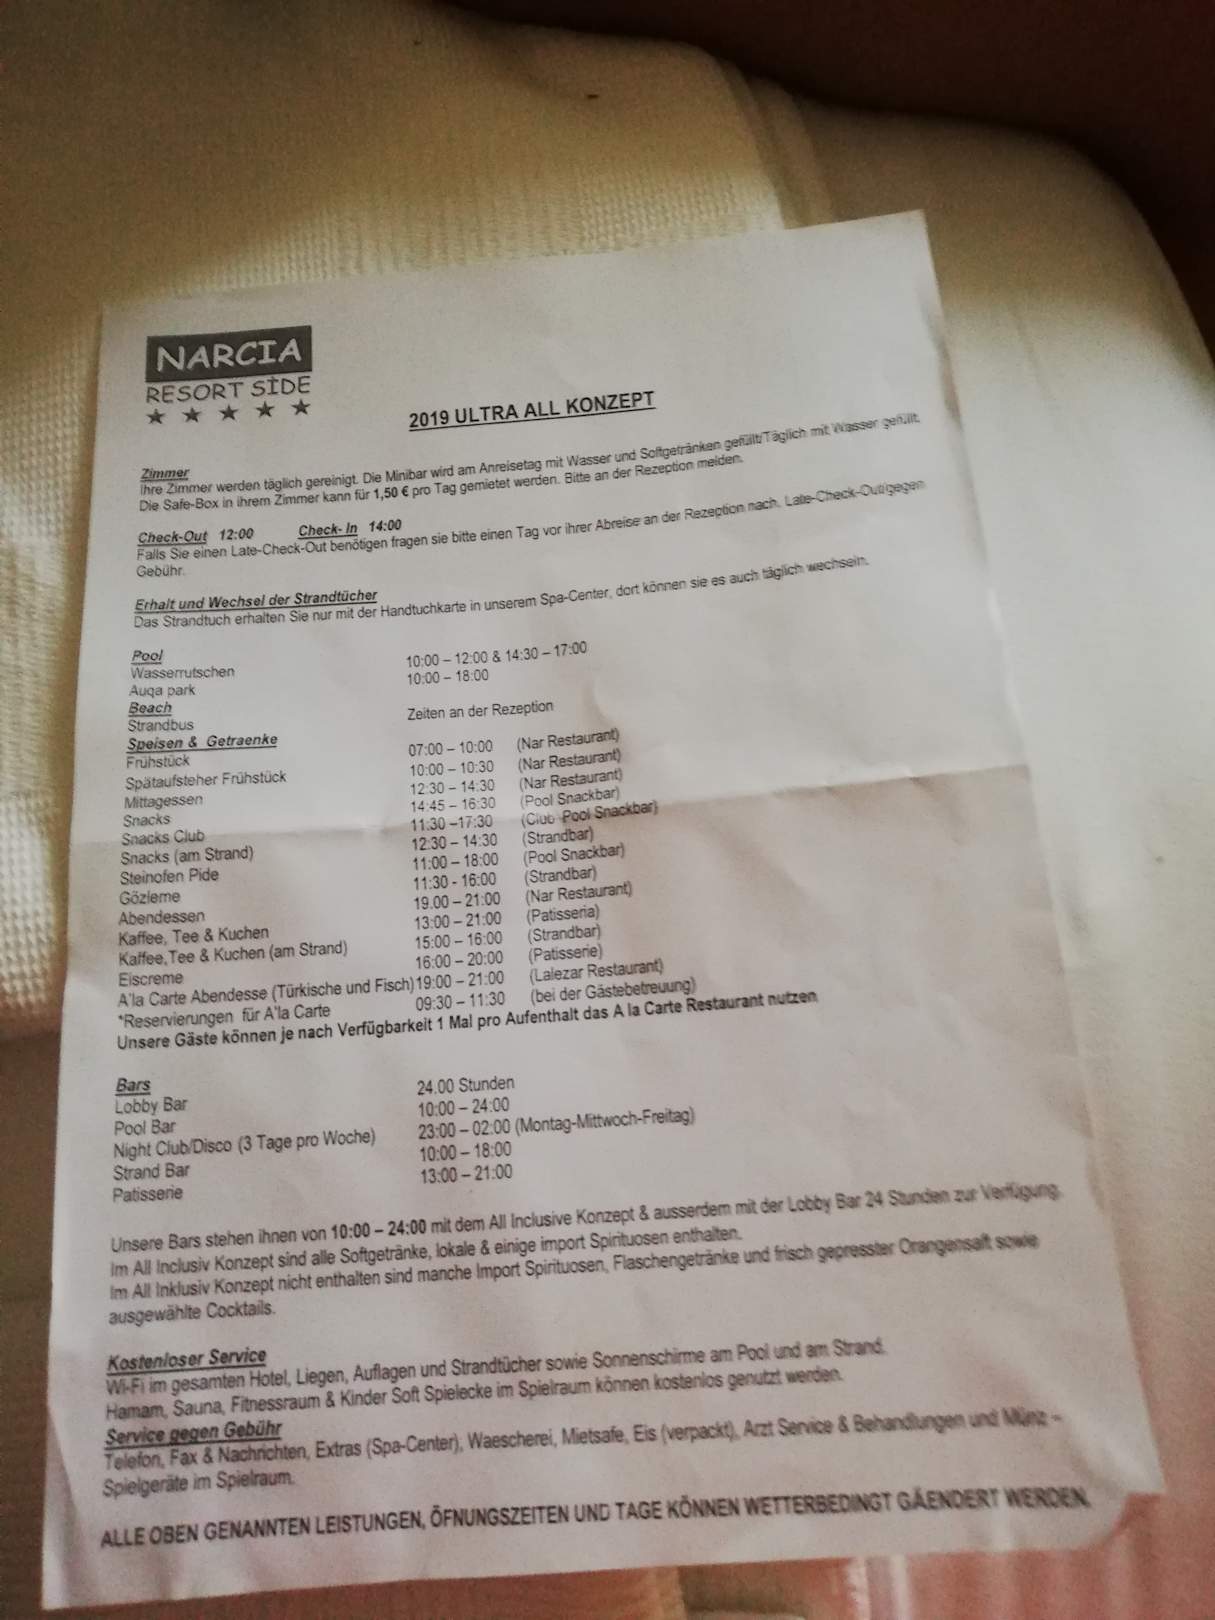 NARCIA
RESORT SİDE
2019 ULTRA ALL KONZEPT
Zimmer
Ihre Zimmer werden täglich gereinigt. Die Minibar wird am Anreisetag mit Wasser und Softgetränken gefüllt/Täglich mit Wasser gefüllt.
Die Safe-Box in ihrem Zimmer kann für 1,50 € pro Tag gemietet werden. Bitte an der Rezeption melden.
Check-Out 12:00 Check- In 14:00
Falls Sie einen Late-Check-Out benötigen fragen sie bitte einen Tag vor ihrer Abreise an der Rezeption nach. Late-Check-Out/gegen
Gebühr.
Erhalt und Wechsel der Strandtücher
Das Strandtuch erhalten Sie nur mit der Handtuchkarte in unserem Spa-Center, dort können sie es auch täglich wechseln.
Pool
Wasserrutschen 10:00 – 12:00 & 14:30 – 17:00
Auqa park 10:00 – 18:00
Beach
Strandbus Zeiten an der Rezeption
Speisen & Getraenke
Frühstück 07:00 – 10:00 (Nar Restaurant)
Spätaufsteher Frühstück 10:00 – 10:30 (Nar Restaurant)
Mittagessen 12:30 – 14:30 (Nar Restaurant)
Snacks 14:45 – 16:30 (Pool Snackbar)
Snacks Club 11:30 –17:30 (Club Pool Snackbar)
Snacks (am Strand) 12:30 – 14:30 (Strandbar)
Steinofen Pide 11:00 – 18:00 (Pool Snackbar)
Gözleme 11:30 - 16:00 (Strandbar)
Abendessen 19.00 – 21:00 (Nar Restaurant)
Kaffee, Tee & Kuchen 13:00 – 21:00 (Patisseria)
Kaffee,Tee & Kuchen (am Strand) 15:00 – 16:00 (Strandbar)
Eiscreme 16:00 – 20:00 (Patisserie)
A'la Carte Abendesse (Türkische und Fisch) 19:00 – 21:00 (Lalezar Restaurant)
*Reservierungen für A'la Carte 09:30 – 11:30 (bei der Gästebetreuung)
Unsere Gäste können je nach Verfügbarkeit 1 Mal pro Aufenthalt das A la Carte Restaurant nutzen
Bars
Lobby Bar 24.00 Stunden
Pool Bar 10:00 – 24:00
Night Club/Disco (3 Tage pro Woche) 23:00 – 02:00 (Montag-Mittwoch-Freitag)
Strand Bar 10:00 – 18:00
Patisserie 13:00 – 21:00
Unsere Bars stehen ihnen von 10:00 – 24:00 mit dem All Inclusive Konzept & ausserdem mit der Lobby Bar 24 Stunden zur Verfügung.
Im All Inclusiv Konzept sind alle Softgetränke, lokale & einige import Spirituosen enthalten.
Im All Inklusiv Konzept nicht enthalten sind manche Import Spirituosen, Flaschengetränke und frisch gepresster Orangensaft sowie
ausgewählte Cocktails.
Kostenloser Service
Wi-Fi im gesamten Hotel, Liegen, Auflagen und Strandtücher sowie Sonnenschirme am Pool und am Strand.
Hamam, Sauna, Fitnessraum & Kinder Soft Spielecke im Spielraum können kostenlos genutzt werden.
Service gegen Gebühr
Telefon, Fax & Nachrichten, Extras (Spa-Center), Waescherei, Mietsafe, Eis (verpackt), Arzt Service & Behandlungen und Münz –
Spielgeräte im Spielraum.
ALLE OBEN GENANNTEN LEISTUNGEN, ÖFNUNGSZEITEN UND TAGE KÖNNEN WETTERBEDINGT GÄENDERT WERDEN.